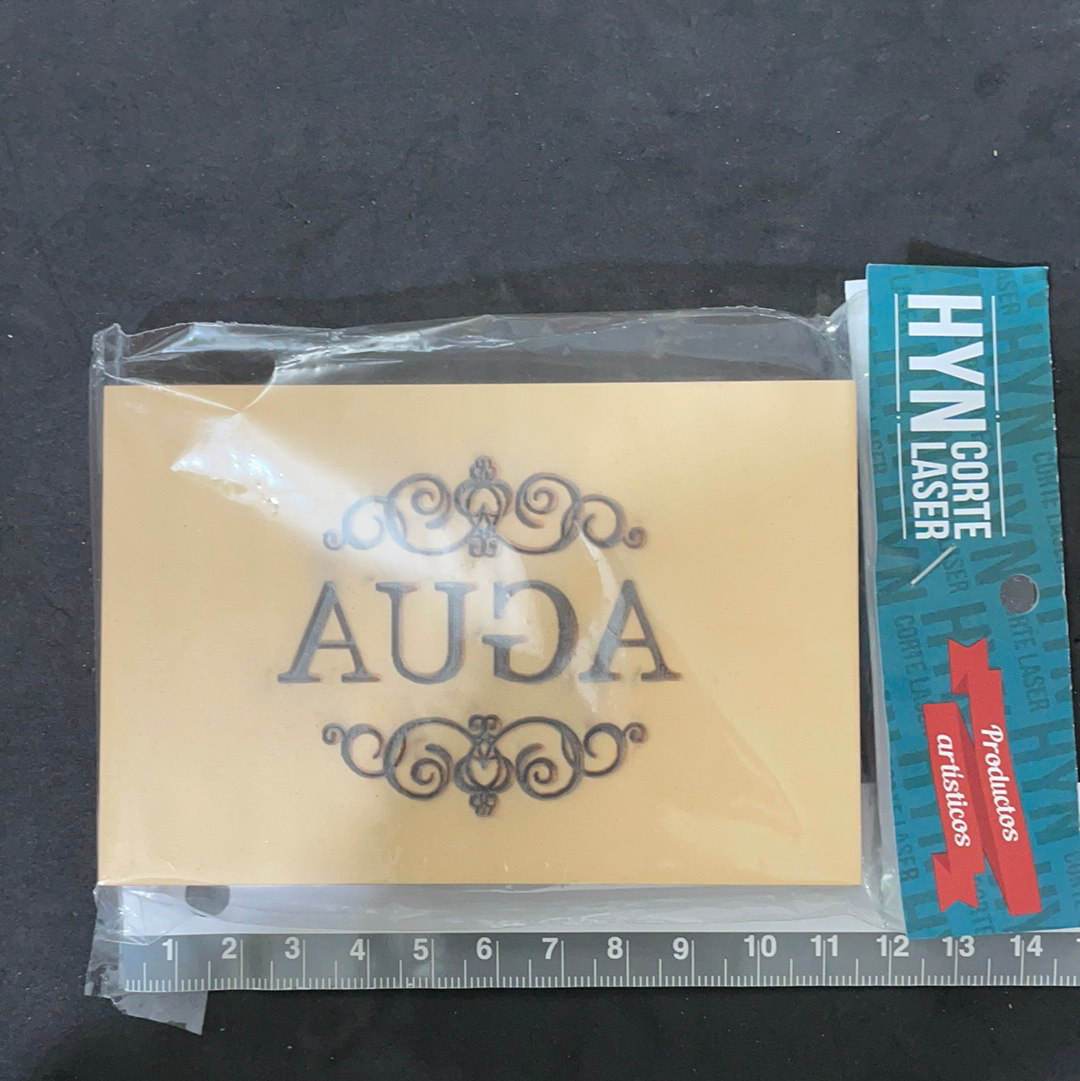 AGUA
HYN
CORTE
LASER
Productos
artísticos
1 2 3 4 5 6 7 8 9 10 11 12 13 14